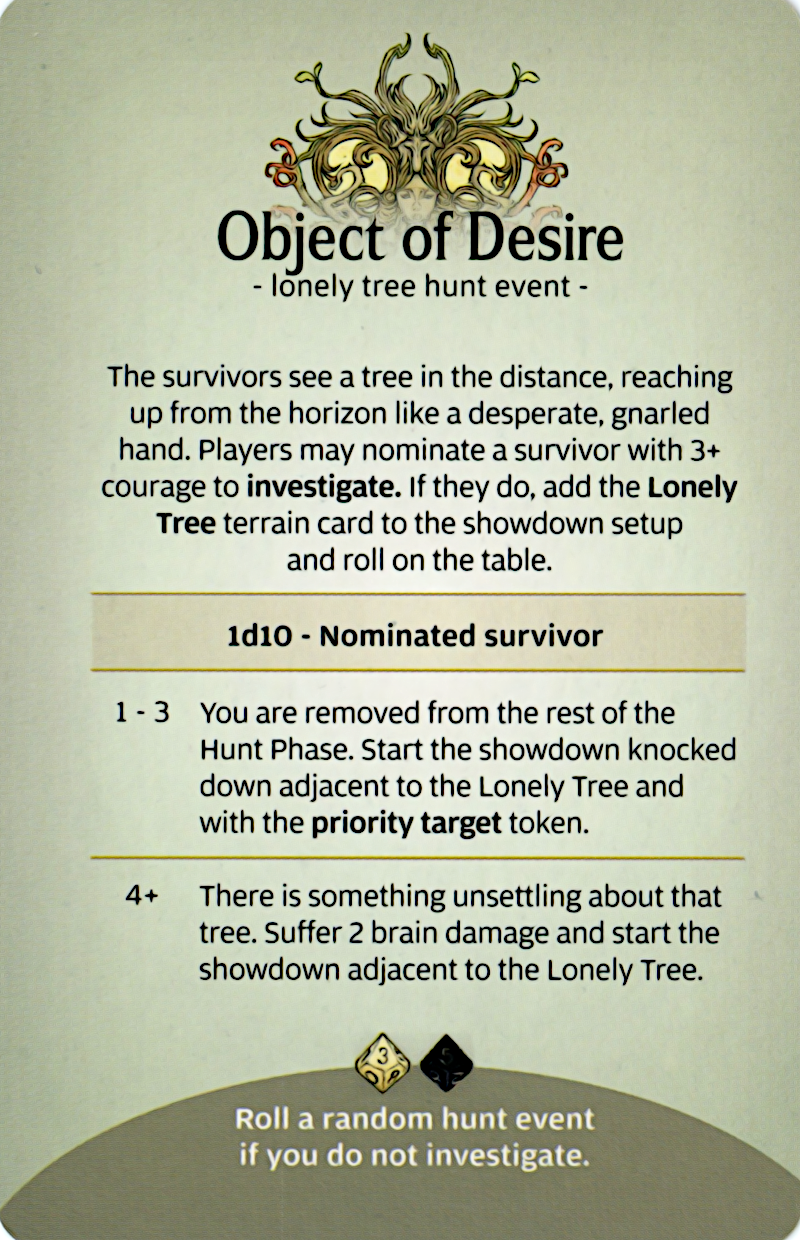 Object of Desire
- lonely tree hunt event -
The survivors see a tree in the distance, reaching
up from the horizon like a desperate, gnarled
hand. Players may nominate a survivor with 3+
courage to investigate. If they do, add the Lonely
Tree terrain card to the showdown setup
and roll on the table.
1d10 - Nominated survivor
1 - 3 You are removed from the rest of the
Hunt Phase. Start the showdown knocked
down adjacent to the Lonely Tree and
with the priority target token.
4+ There is something unsettling about that
tree. Suffer 2 brain damage and start the
showdown adjacent to the Lonely Tree.
3 5
Roll a random hunt event
if you do not investigate.